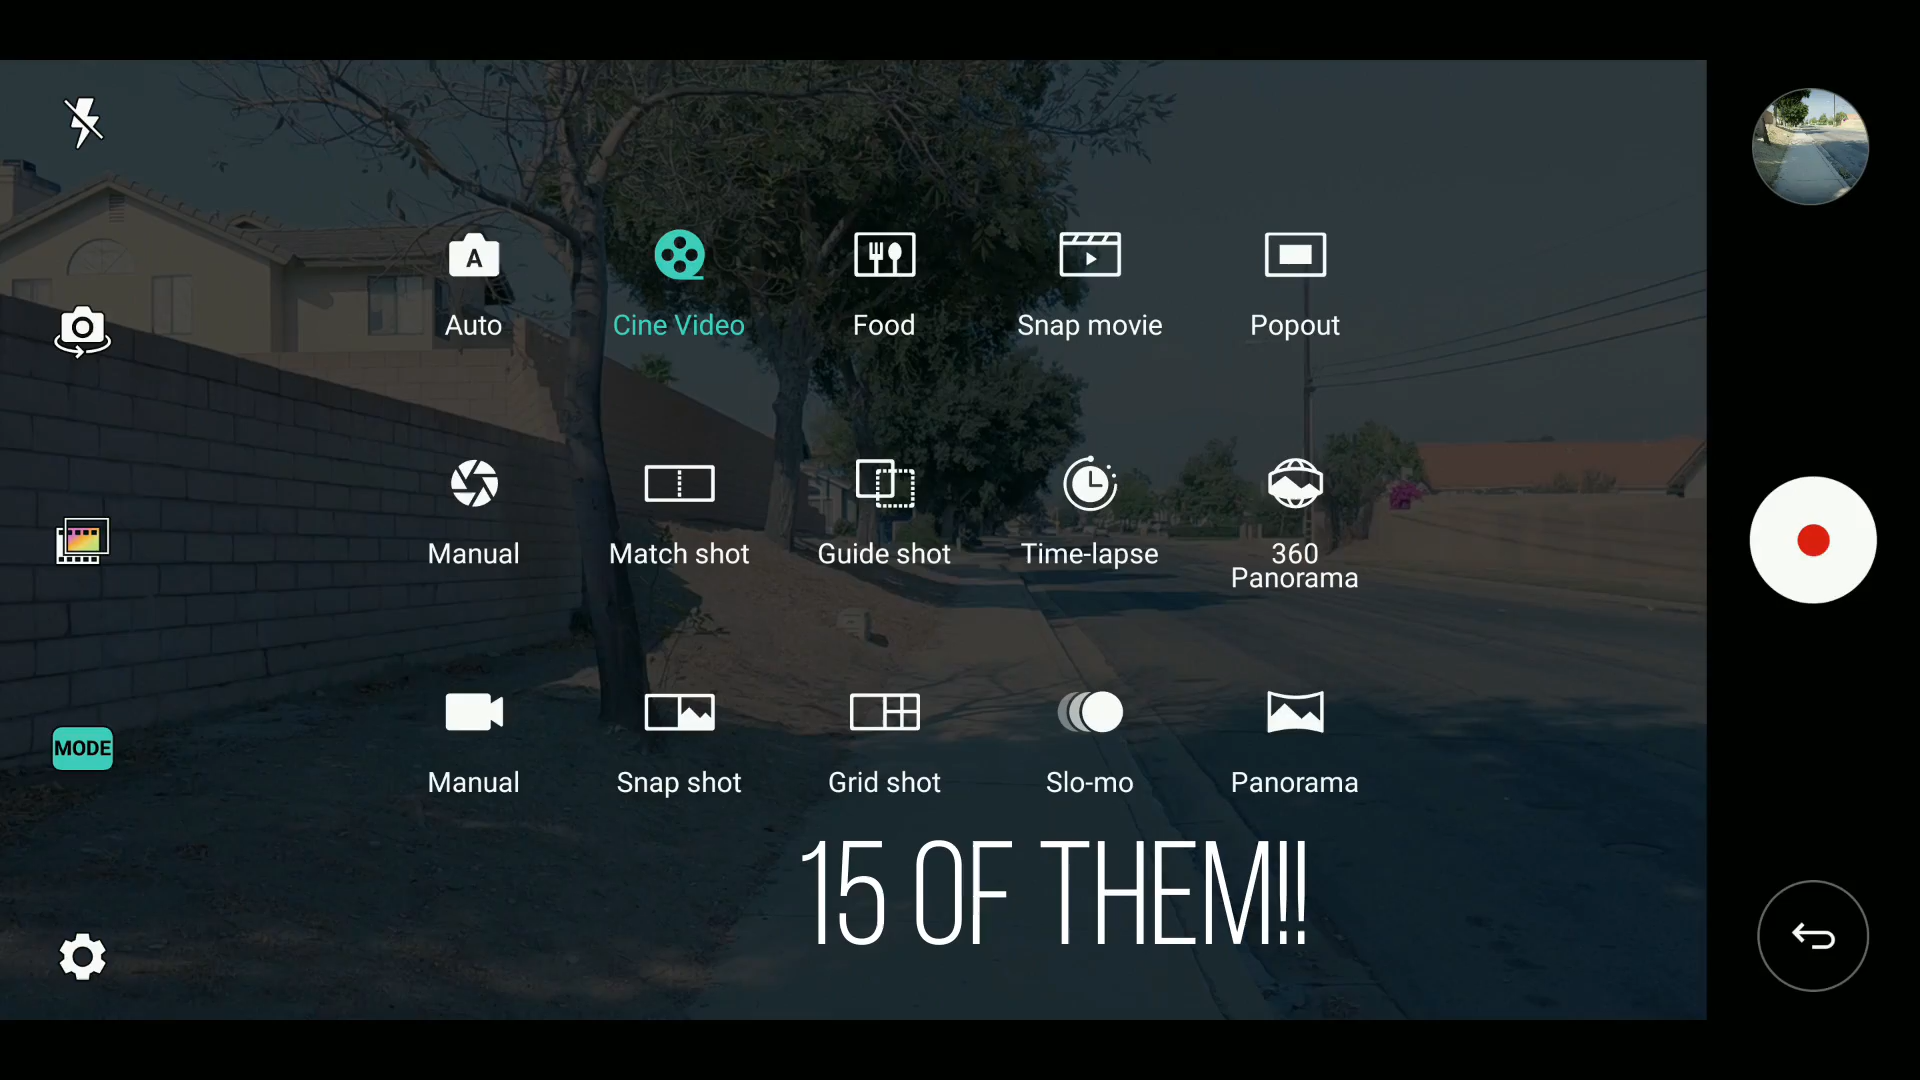 A
Auto
Cine Video
Food
Snap movie
Popout
Manual
Match shot
Guide shot
Time-lapse
360
Panorama
MODE
Manual
Snap shot
Grid shot
Slo-mo
Panorama
15 OF THEM!!